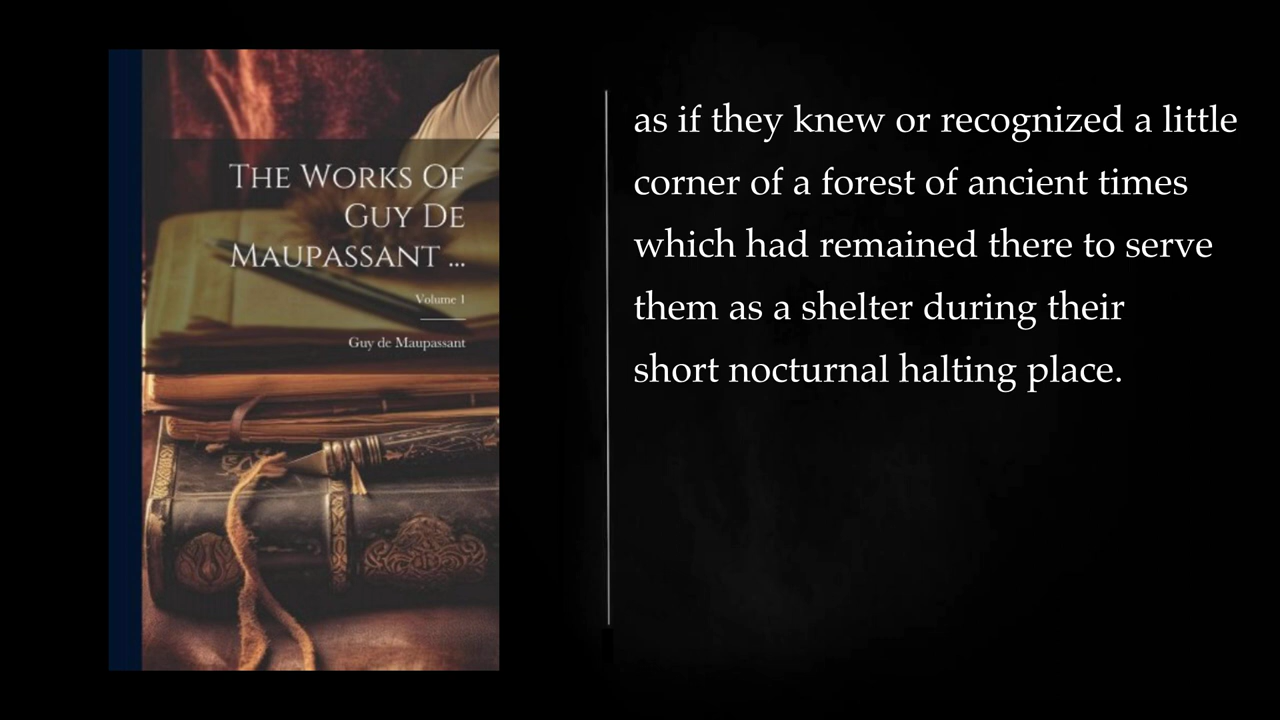 THE WORKS OF
GUY DE
MAUPASSANT ...
Volume 1
Guy de Maupassant
as if they knew or recognized a little
corner of a forest of ancient times
which had remained there to serve
them as a shelter during their
short nocturnal halting place.